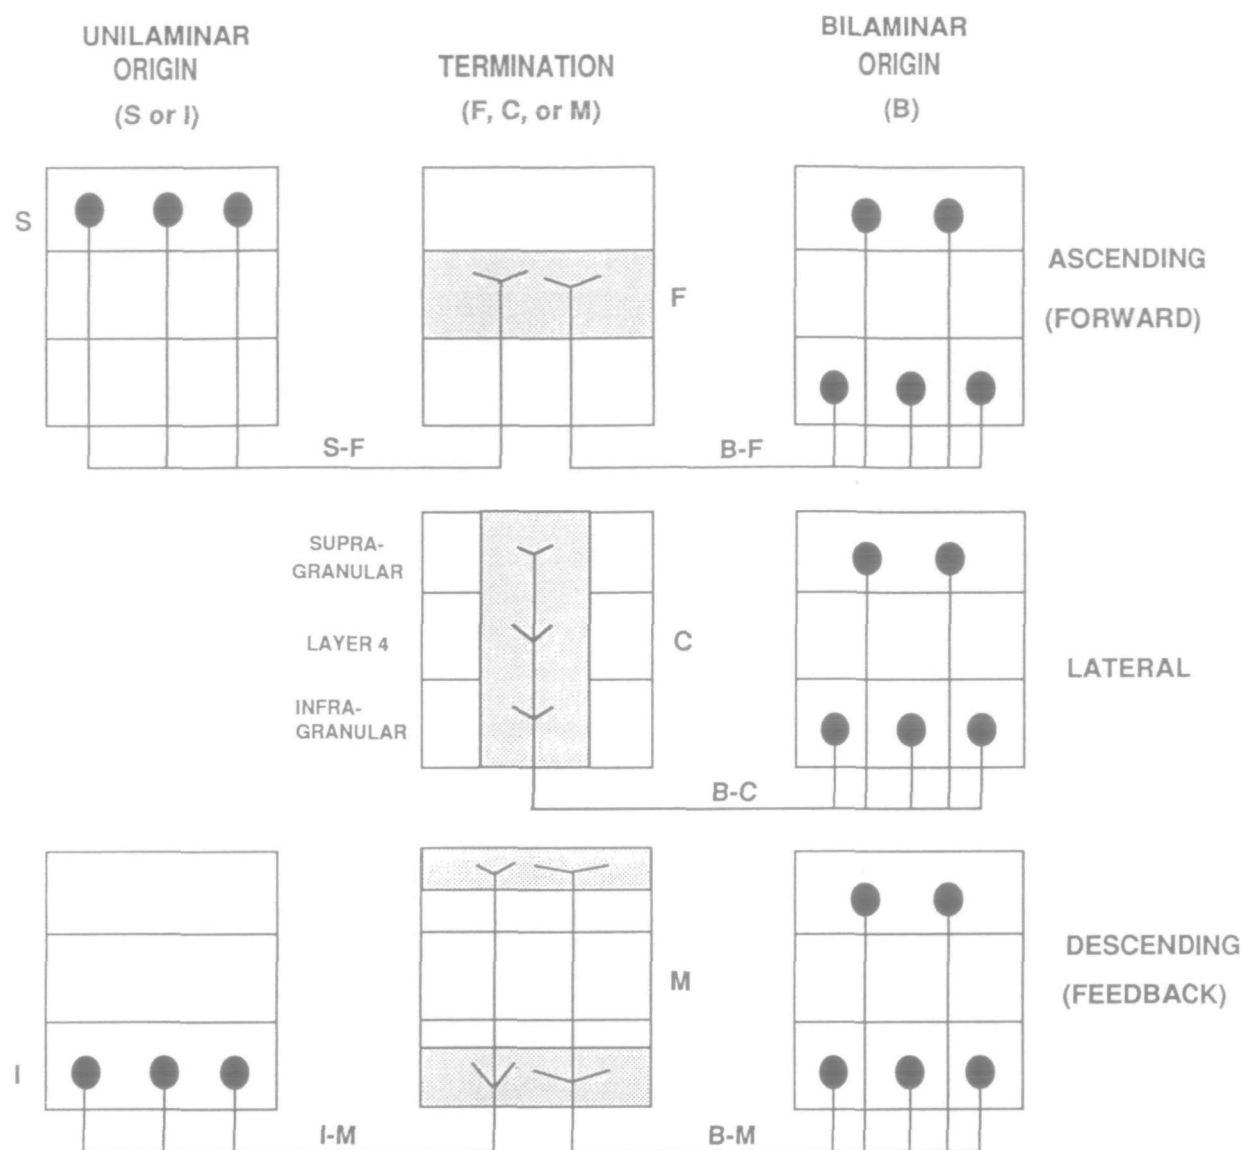 UNILAMINAR
ORIGIN
(S or I)
TERMINATION
(F, C, or M)
BILAMINAR
ORIGIN
(B)
S
F
ASCENDING
(FORWARD)
S-F
B-F
SUPRA-
GRANULAR
LAYER 4
INFRA-
GRANULAR
C
LATERAL
B-C
M
DESCENDING
(FEEDBACK)
I
I-M
B-M